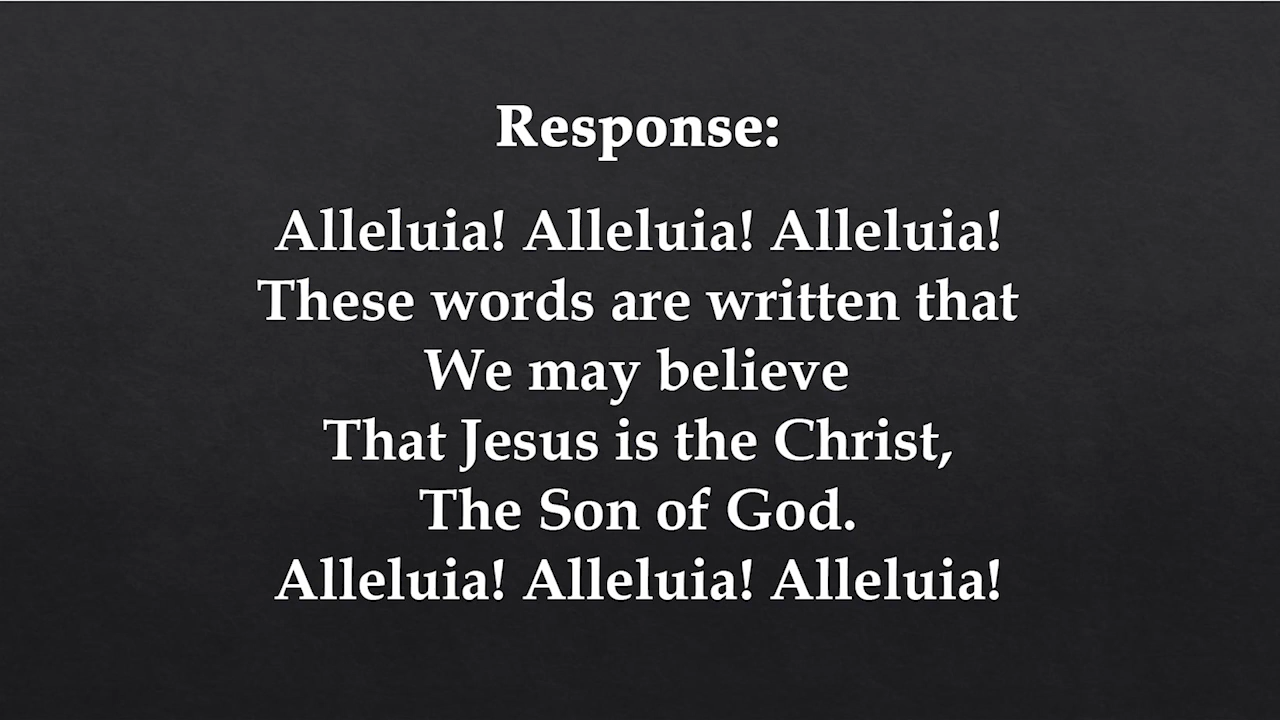 Response:
Alleluia! Alleluia! Alleluia!
These words are written that
We may believe
That Jesus is the Christ,
The Son of God.
Alleluia! Alleluia! Alleluia!